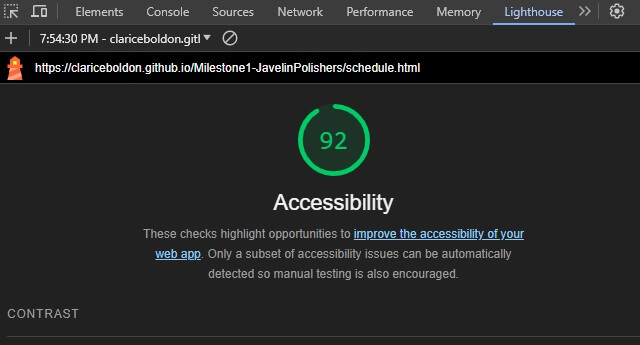 Elements Sources Network Performance Memory Lighthouse
7:54:30 PM - clariceboldon.gitl
https://clariceboldon.github.io/Milestone1-JavelinPolishers/schedule.html
92
Accessibility
These checks highlight opportunities to improve the accessibility of your
web app. Only a subset of accessibility issues can be automatically
detected so manual testing is also encouraged.
CONTRAST